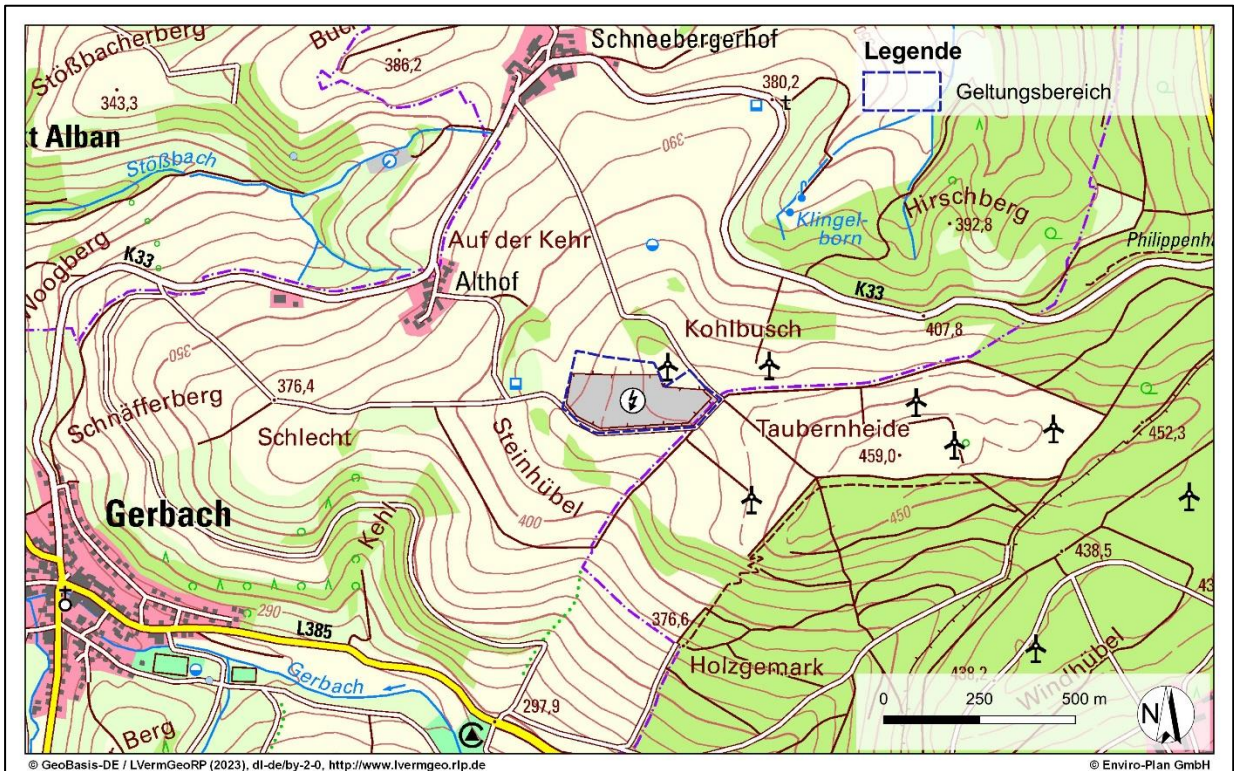 Stößbacherberg
386,2
Schneebergerhof
Legende
Geltungsbereich
343,3
380,2
t Alban
Stößbach
390
Klingel-
born
Hirschberg
392,8
Philippenh
Woogberg
K33
Auf der Kehr
Althof
K33
407,8
Kohlbusch
350
376,4
Schnäfferberg
Schlecht
Steinhübel
Taubernheide
459,0
452,3
Gerbach
Kehl
400
450
438,5
43
290
L385
376,6
Holzgemark
438,2
Windhübel
Gerbach
297,9
Berg
0 250 500 m
N
© GeoBasis-DE / LVermGeoRP (2023), dl-de/by-2-0, http://www.lvermgeo.rlp.de
© Enviro-Plan GmbH